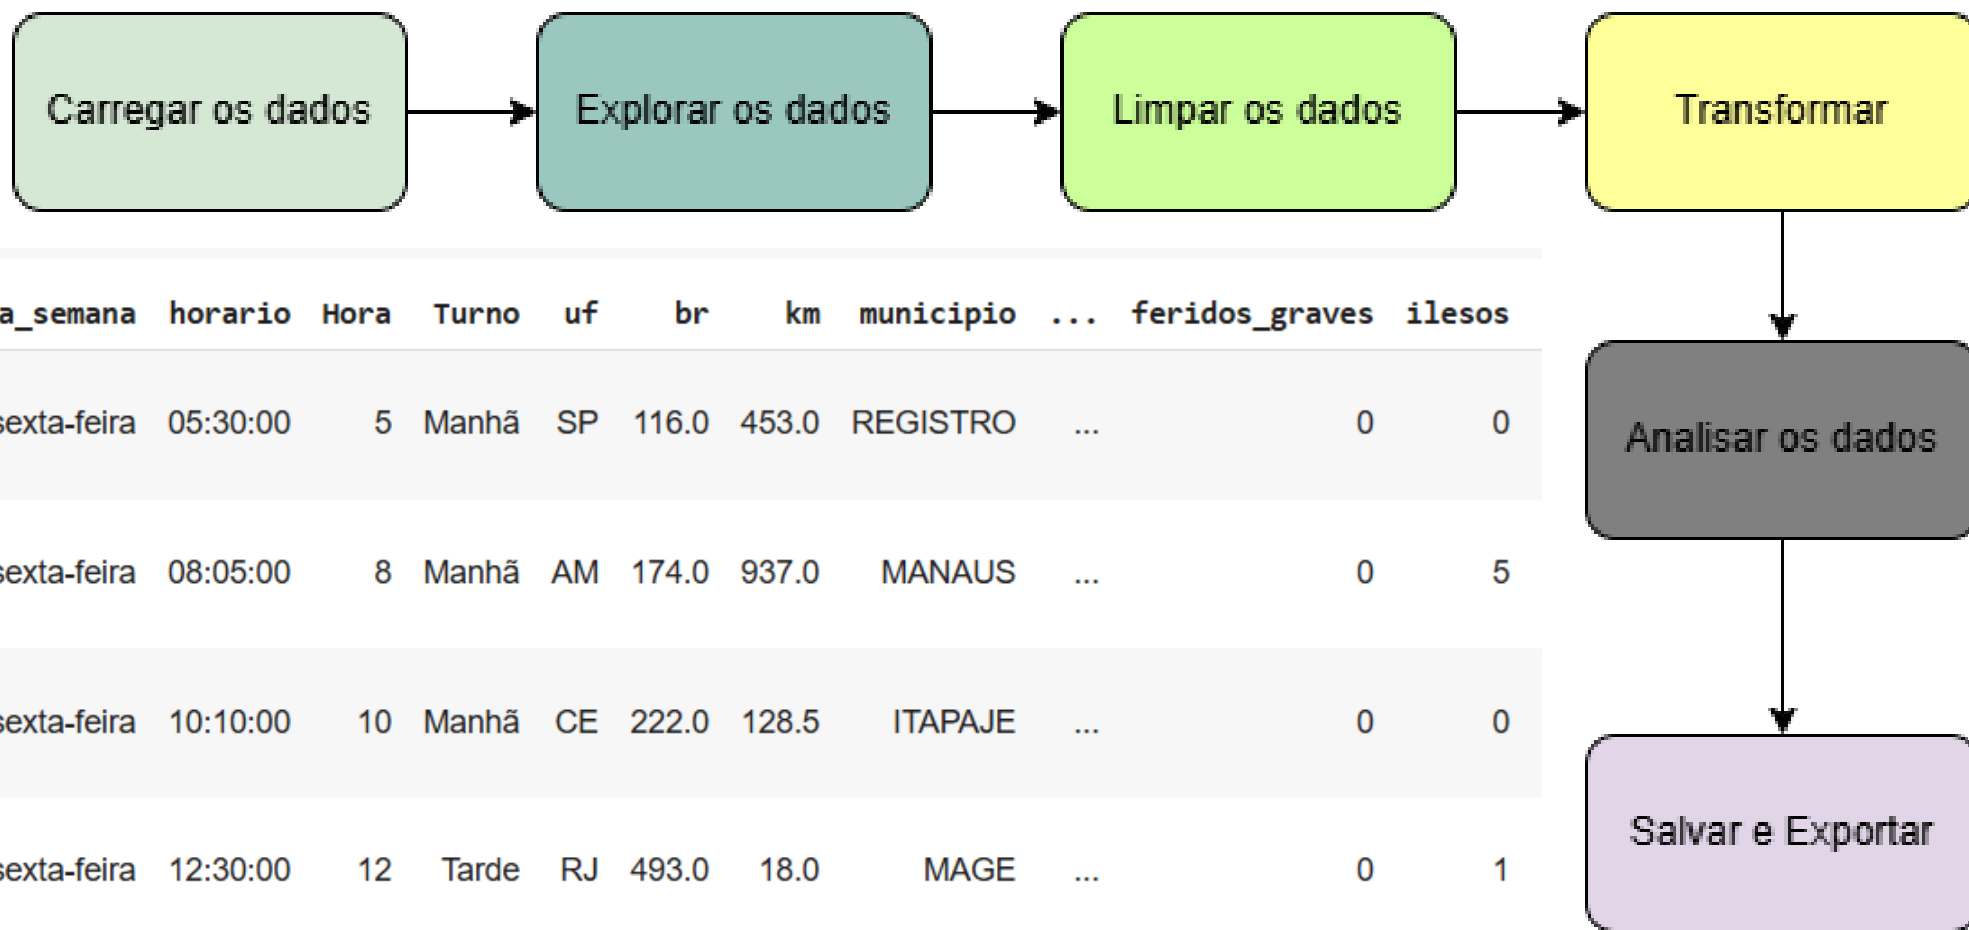 Carregar os dados
Explorar os dados
Limpar os dados
Transformar
a_semana horario Hora Turno uf br km municipio ... feridos_graves ilesos
sexta-feira 05:30:00 5 Manhã SP 116.0 453.0 REGISTRO ... 0 0
sexta-feira 08:05:00 8 Manhã AM 174.0 937.0 MANAUS ... 0 5
sexta-feira 10:10:00 10 Manhã CE 222.0 128.5 ITAPAJE ... 0 0
sexta-feira 12:30:00 12 Tarde RJ 493.0 18.0 MAGE ... 0 1
Analisar os dados
Salvar e Exportar